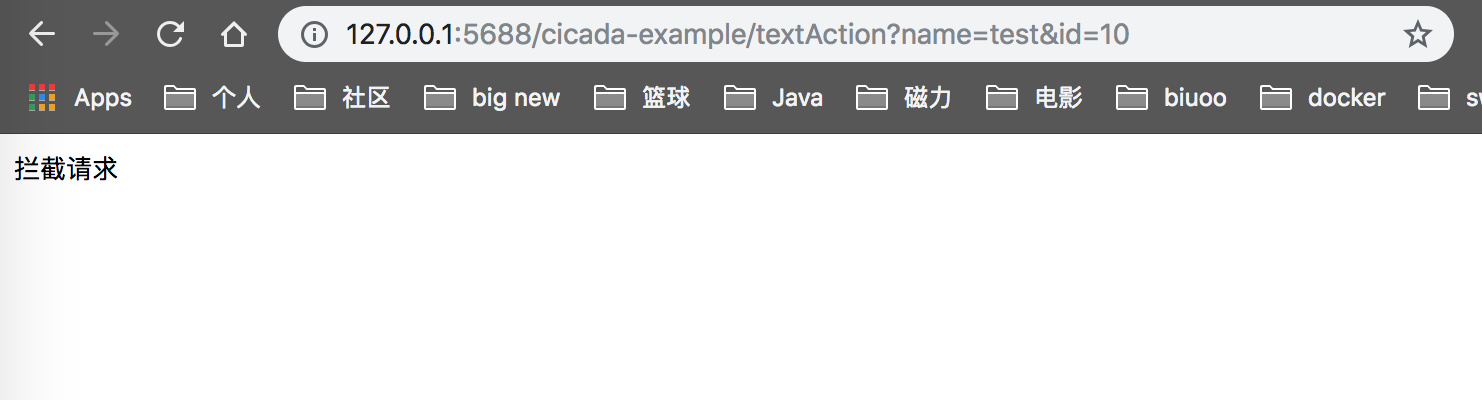 127.0.0.1:5688/cicada-example/textAction?name=test&id=10
Apps 个人 社区 big new 篮球 Java 磁力 电影 biuoo docker
拦截请求